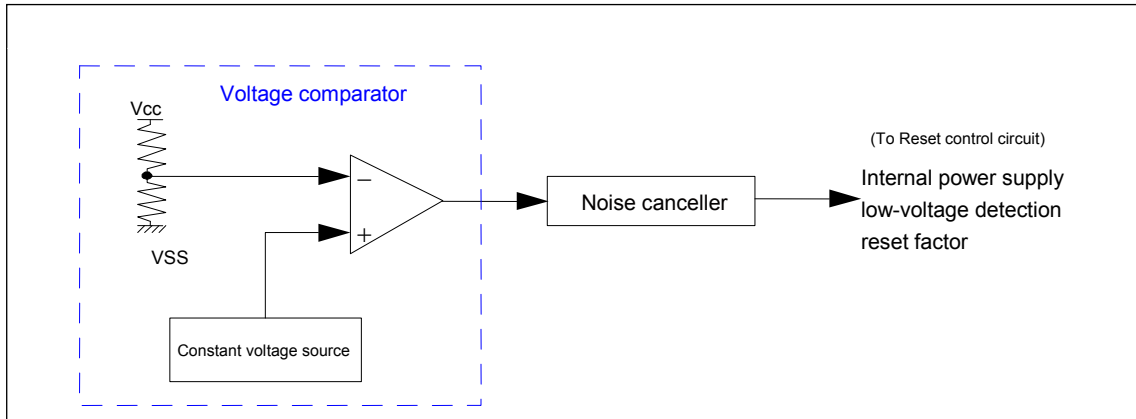 Voltage comparator
Vcc
−
+
VSS
Constant voltage source
Noise canceller
(To Reset control circuit)
Internal power supply
low-voltage detection
reset factor